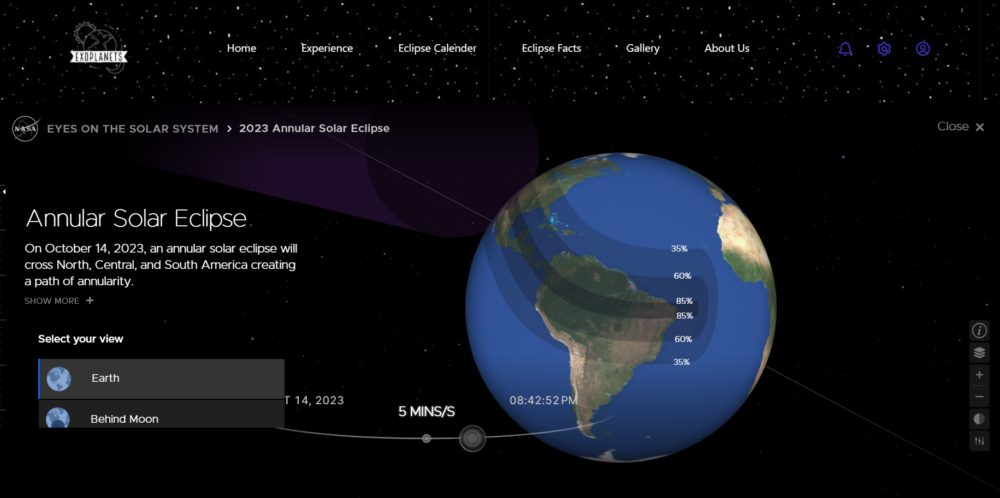 EXOPLANETS
Home
Experience
Eclipse Calender
Eclipse Facts
Gallery
About Us
NASA
EYES ON THE SOLAR SYSTEM
2023 Annular Solar Eclipse
Close
Annular Solar Eclipse
On October 14, 2023, an annular solar eclipse will
cross North, Central, and South America creating
a path of annularity.
SHOW MORE +
35%
60%
85%
85%
60%
35%
Select your view
Earth
Behind Moon
T 14, 2023
08:42:52 PM
5 MINS/S